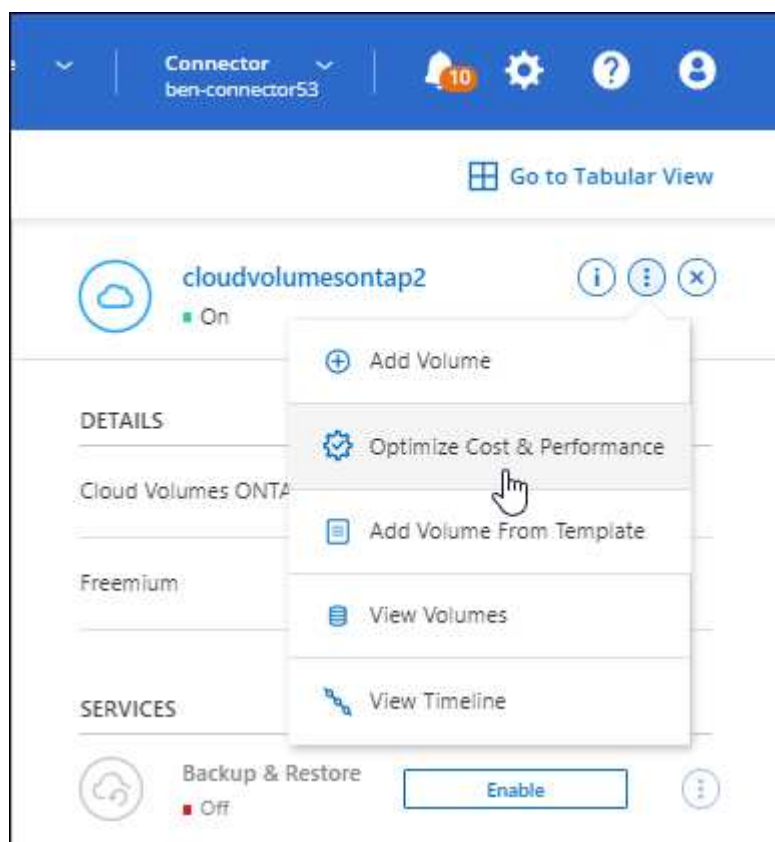 Connector
ben-connector53
10
Go to Tabular View
cloudvolumesontap2
On
Add Volume
DETAILS
Optimize Cost & Performance
Cloud Volumes ONTA
Add Volume From Template
Freemium
View Volumes
View Timeline
SERVICES
Backup & Restore
Enable
Off